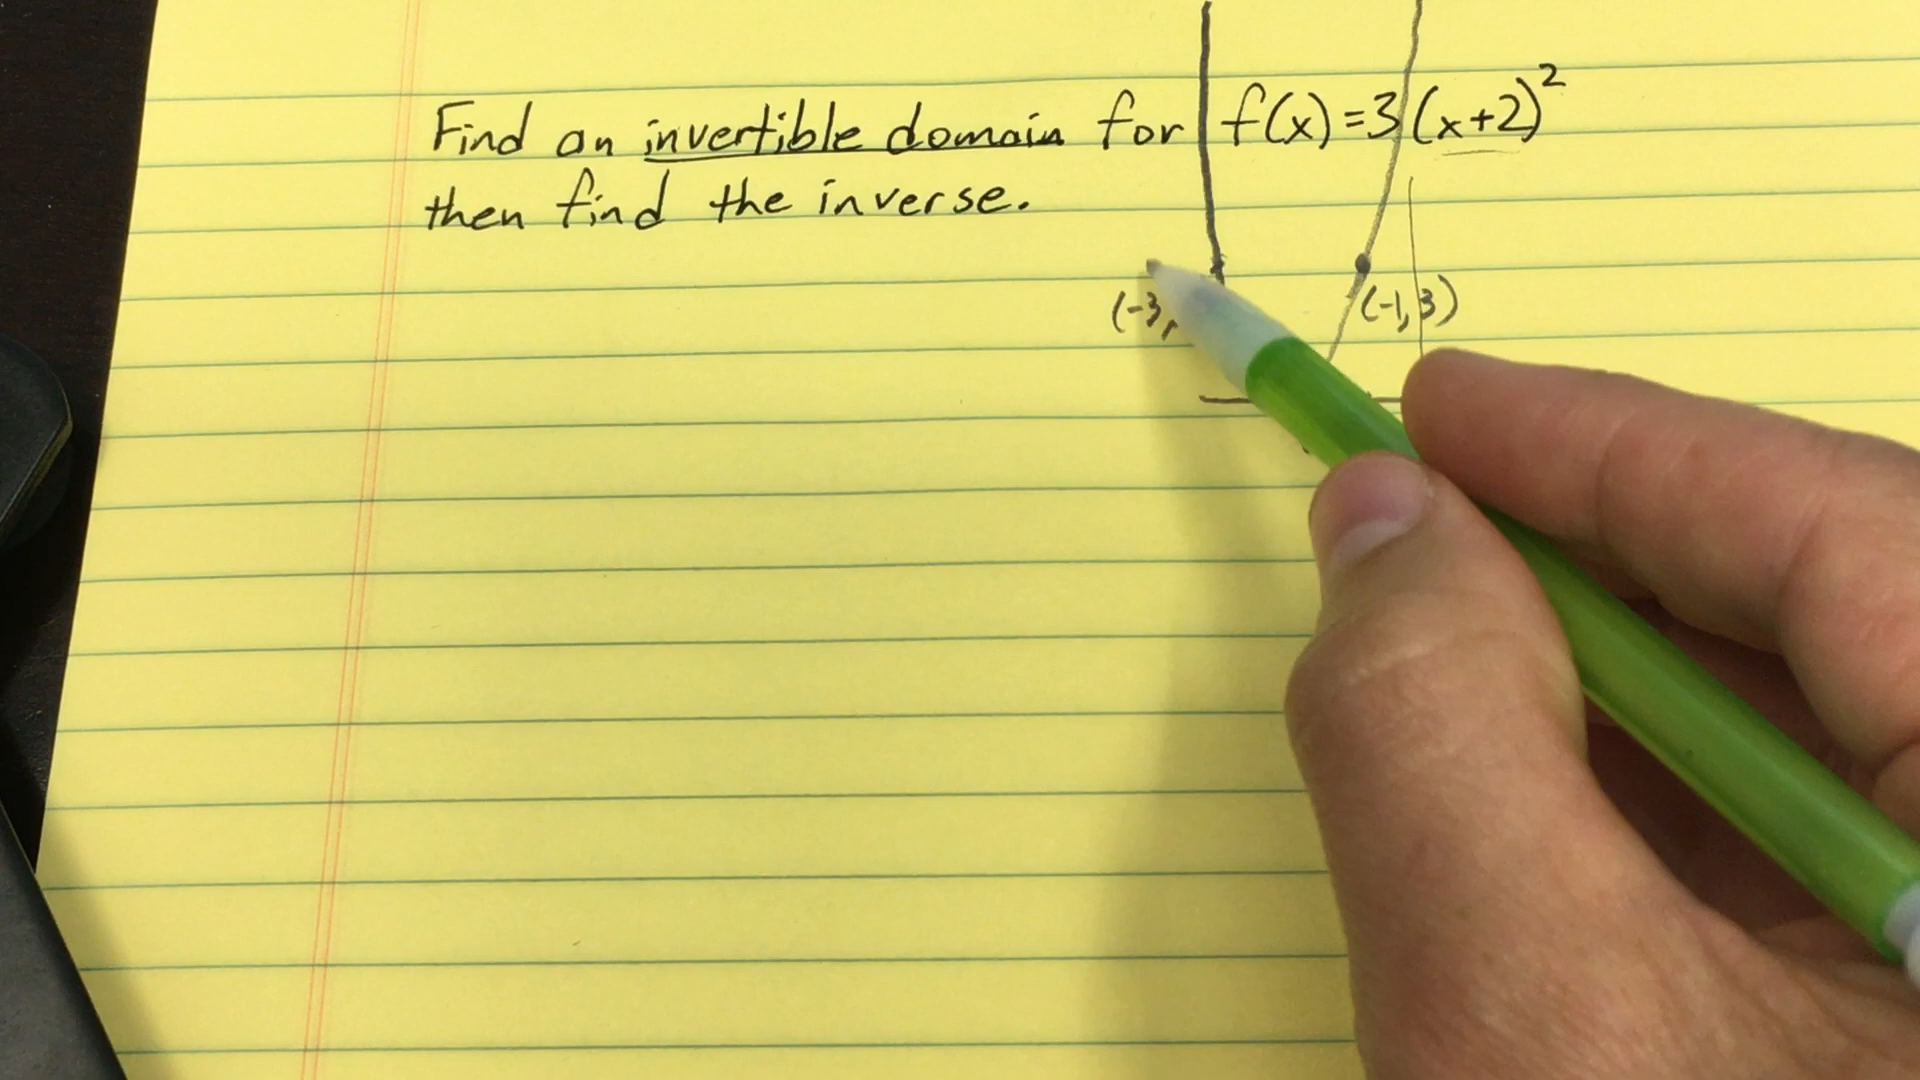 Find an invertible domain for f(x)=3(x+2)²
then find the inverse.
(-3,
(-1,3)